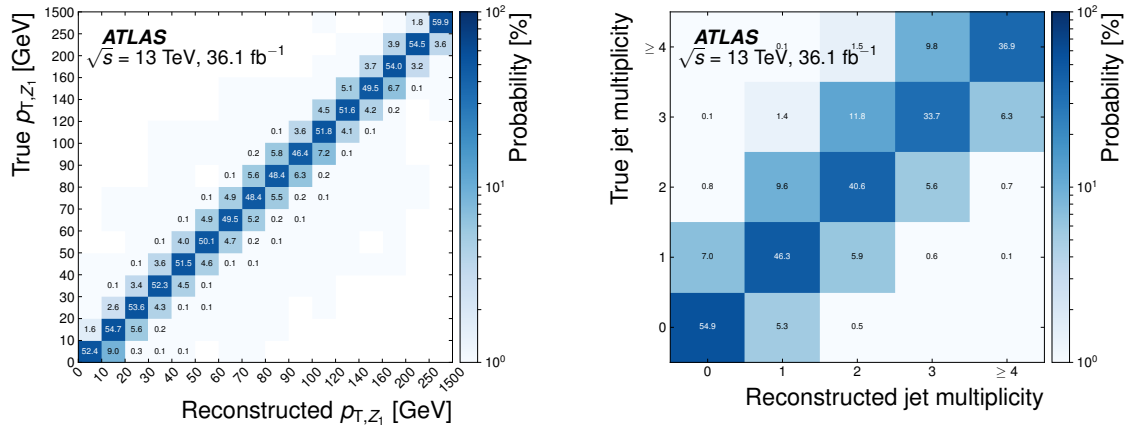 True p_T,Z₁ [GeV]
1500
250
200
160
140
120
100
90
80
70
60
50
40
30
20
10
0
ATLAS
√s = 13 TeV, 36.1 fb⁻¹
1.8 59.9
3.9 54.5 3.6
3.7 54.0 3.2
5.1 49.5 6.7 0.1
4.5 51.6 4.2 0.2
0.1 3.6 51.8 4.1 0.1
0.2 5.8 46.4 7.2 0.1
0.1 5.6 48.4 6.3 0.2
0.1 4.9 48.4 5.5 0.2 0.1
0.1 4.9 49.5 5.2 0.2 0.1
0.1 4.0 50.1 4.7 0.2 0.1
0.1 3.6 51.5 4.6 0.1 0.1
0.1 3.4 52.3 4.5 0.1
2.6 53.6 4.3 0.1 0.1
1.6 54.7 5.6 0.2
52.4 9.0 0.3 0.1 0.1
0 10 20 30 40 50 60 70 80 90 100 120 140 160 200 250 1500
Reconstructed p_T,Z₁ [GeV]
10²
10¹
10⁰
Probability [%]
True jet multiplicity
≥ 4
3
2
1
0
ATLAS
√s = 13 TeV, 36.1 fb⁻¹
0.1 1.5 9.8 36.9
0.1 1.4 11.8 33.7 6.3
0.8 9.6 40.6 5.6 0.7
7.0 46.3 5.9 0.6 0.1
54.9 5.3 0.5
0 1 2 3 ≥ 4
Reconstructed jet multiplicity
10²
10¹
10⁰
Probability [%]